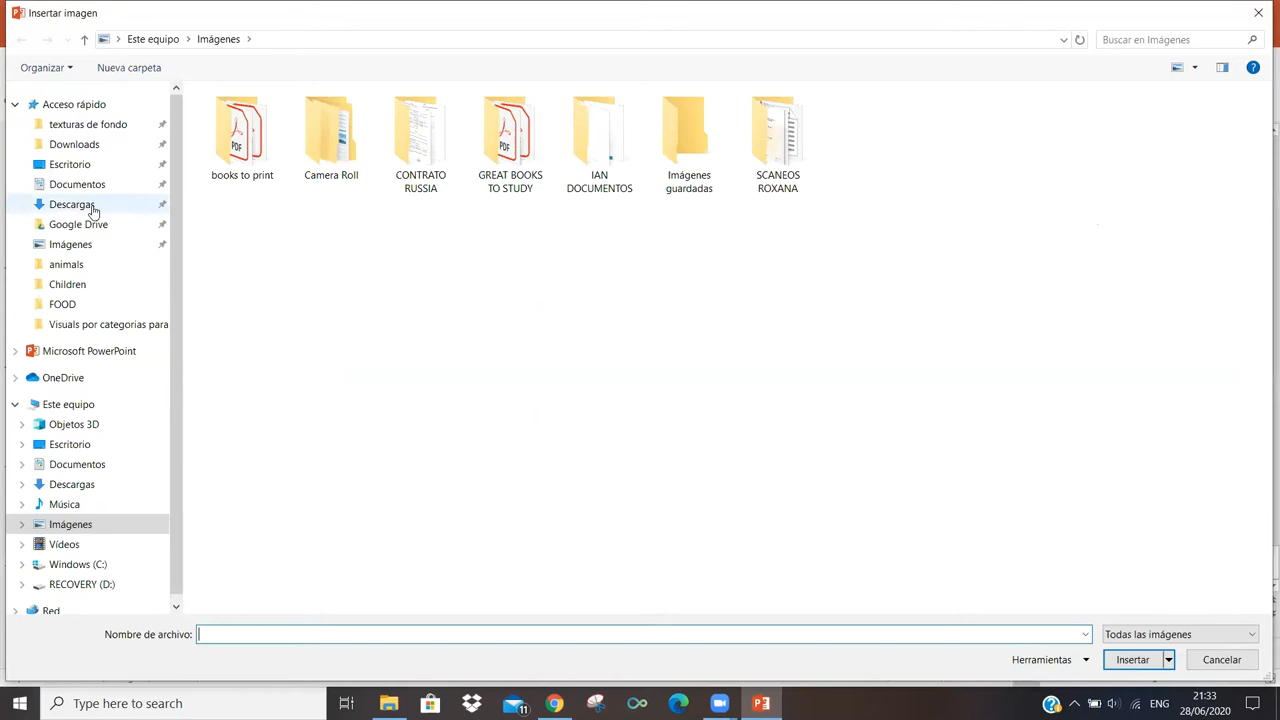 Insertar imagen
Este equipo
Imágenes
Buscar en Imágenes
Organizar
Nueva carpeta
Acceso rápido
texturas de fondo
Downloads
Escritorio
Documentos
Descargas
Google Drive
Imágenes
animals
Children
FOOD
Visuals por categorias para
Microsoft PowerPoint
OneDrive
Este equipo
Objetos 3D
Escritorio
Documentos
Descargas
Música
Imágenes
Vídeos
Windows (C:)
RECOVERY (D:)
Red
PDF
books to print
Camera Roll
CONTRATO
RUSSIA
PDF
GREAT BOOKS
TO STUDY
IAN
DOCUMENTOS
Imágenes
guardadas
SCANEOS
ROXANA
Nombre de archivo:
Todas las imágenes
Herramientas
Insertar
Cancelar
Type here to search
11
ENG
21:33
28/06/2020